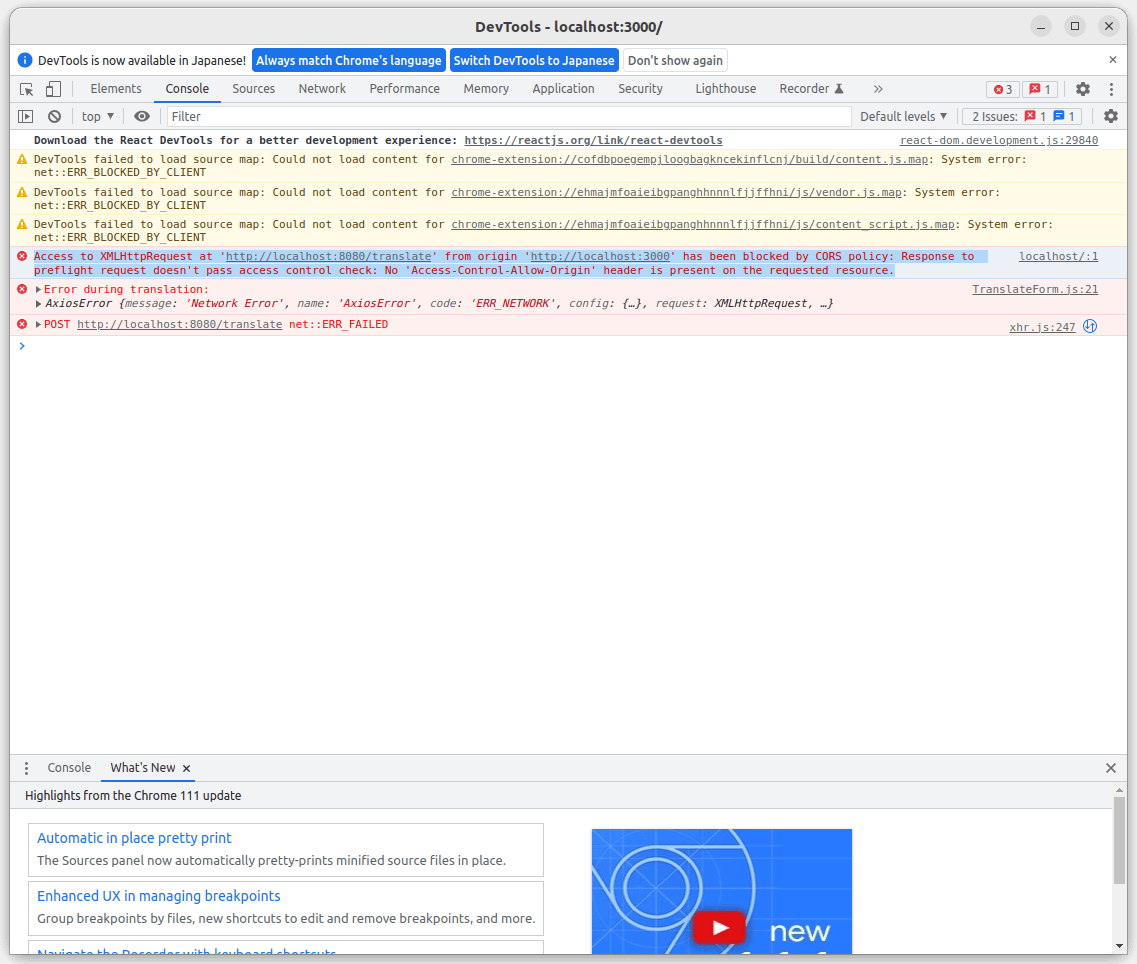 DevTools - localhost:3000/
DevTools is now available in Japanese! Always match Chrome's language Switch DevTools to Japanese Don't show again
Elements Console Sources Network Performance Memory Application Security Lighthouse Recorder 3 1
top Filter Default levels 2 Issues: 1 1
Download the React DevTools for a better development experience: https://reactjs.org/link/react-devtools react-dom.development.js:29840
DevTools failed to load source map: Could not load content for chrome-extension://cofdbpoegempjloogbagkncekinflcnj/build/content.js.map: System error:
net::ERR_BLOCKED_BY_CLIENT
DevTools failed to load source map: Could not load content for chrome-extension://ehmajmfoaieibgpanghhnnnlfjjffhni/js/vendor.js.map: System error:
net::ERR_BLOCKED_BY_CLIENT
DevTools failed to load source map: Could not load content for chrome-extension://ehmajmfoaieibgpanghhnnnlfjjffhni/js/content_script.js.map: System error:
net::ERR_BLOCKED_BY_CLIENT
Access to XMLHttpRequest at 'http://localhost:8080/translate' from origin 'http://localhost:3000' has been blocked by CORS policy: Response to localhost/:1
preflight request doesn't pass access control check: No 'Access-Control-Allow-Origin' header is present on the requested resource.
Error during translation: TranslateForm.js:21
AxiosError {message: 'Network Error', name: 'AxiosError', code: 'ERR_NETWORK', config: {…}, request: XMLHttpRequest, …}
POST http://localhost:8080/translate net::ERR_FAILED xhr.js:247
Console What's New
Highlights from the Chrome 111 update
Automatic in place pretty print
The Sources panel now automatically pretty-prints minified source files in place.
Enhanced UX in managing breakpoints
Group breakpoints by files, new shortcuts to edit and remove breakpoints, and more.
new
Navigate the Recorder with keyboard shortcuts